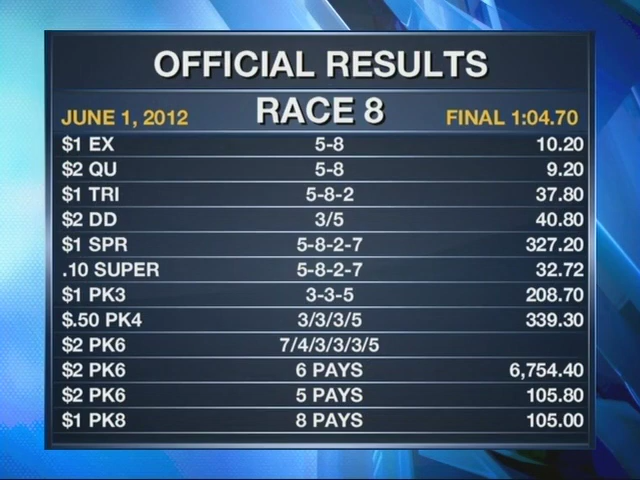 OFFICIAL RESULTS
JUNE 1, 2012 RACE 8 FINAL 1:04.70
$1 EX 5-8 10.20
$2 QU 5-8 9.20
$1 TRI 5-8-2 37.80
$2 DD 3/5 40.80
$1 SPR 5-8-2-7 327.20
.10 SUPER 5-8-2-7 32.72
$1 PK3 3-3-5 208.70
$.50 PK4 3/3/3/5 339.30
$2 PK6 7/4/3/3/3/5
$2 PK6 6 PAYS 6,754.40
$2 PK6 5 PAYS 105.80
$1 PK8 8 PAYS 105.00